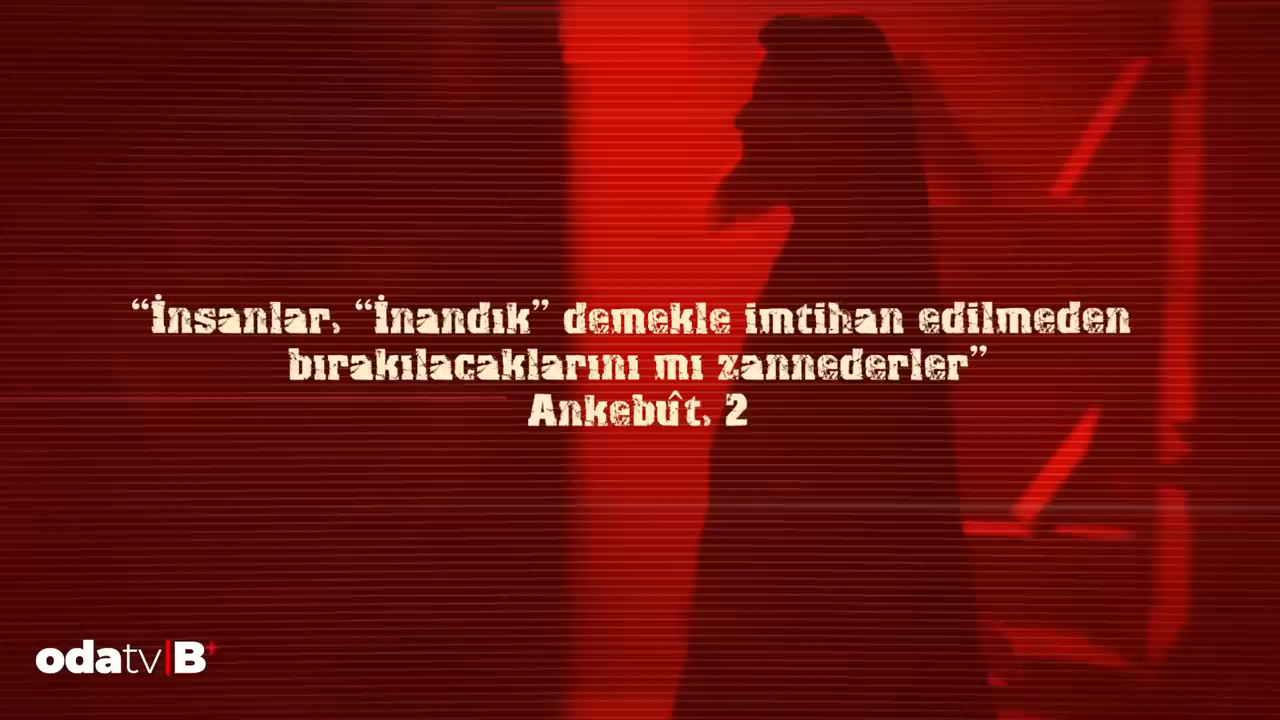 “İnsanlar, “İnandık” demekle imtihan edilmeden
bırakılacaklarını mı zannederler”
Ankebût, 2
odatv|B+